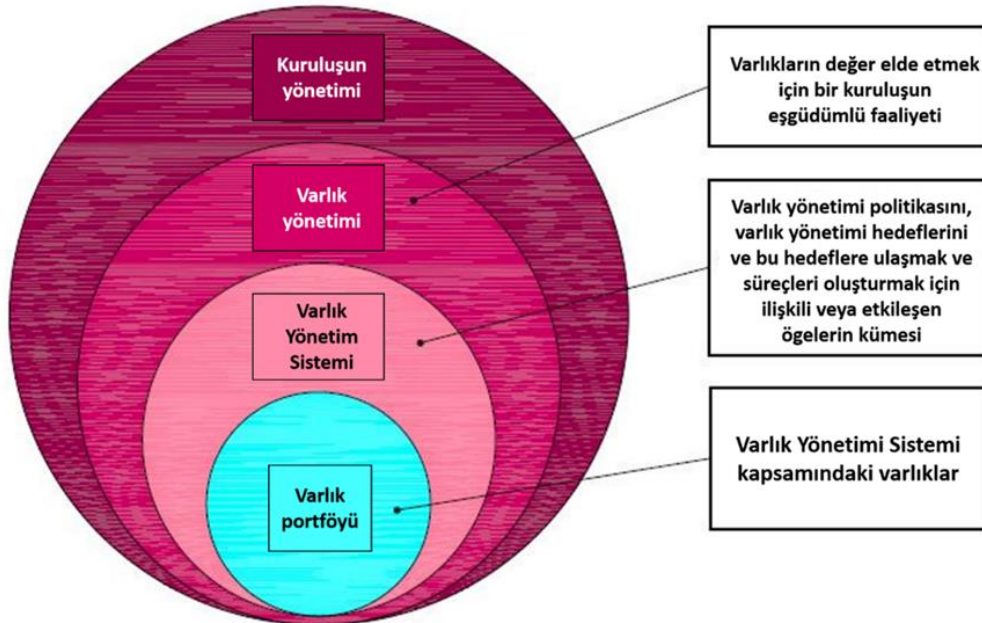 Kuruluşun
yönetimi
Varlık
yönetimi
Varlık
Yönetim
Sistemi
Varlık
portföyü
Varlıkların değer elde etmek
için bir kuruluşun
eşgüdümlü faaliyeti
Varlık yönetimi politikasını,
varlık yönetimi hedeflerini
ve bu hedeflere ulaşmak ve
süreçleri oluşturmak için
ilişkili veya etkileşen
ögelerin kümesi
Varlık Yönetimi Sistemi
kapsamındaki varlıklar